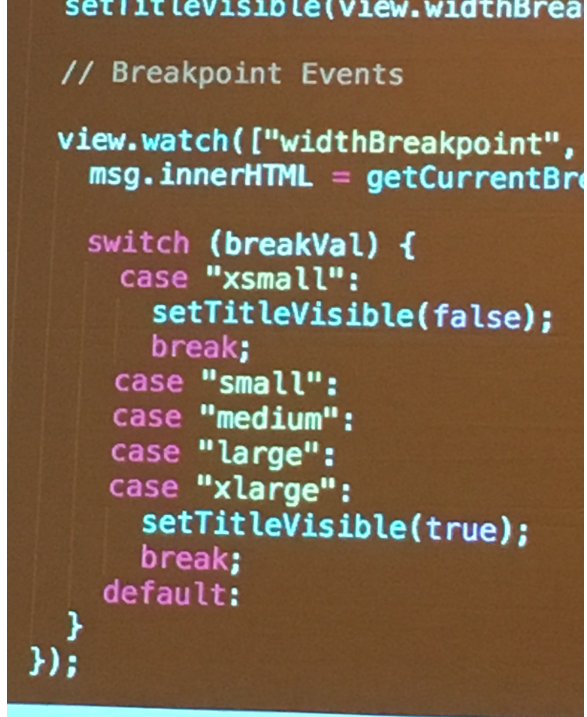 setTitleVisible(view.widthBrea
// Breakpoint Events
view.watch(["widthBreakpoint",
msg.innerHTML = getCurrentBre
switch (breakVal) {
case "xsmall":
setTitleVisible(false);
break;
case "small":
case "medium":
case "large":
case "xlarge":
setTitleVisible(true);
break;
default:
}
});